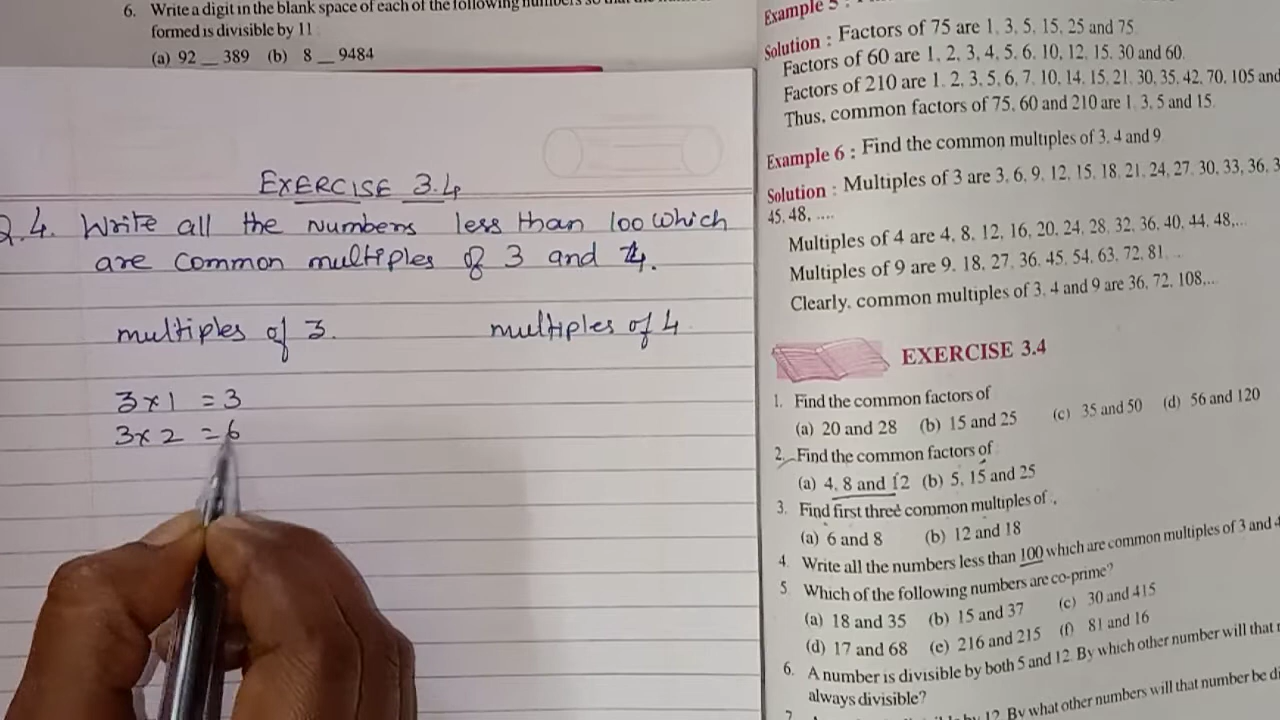 6. Write a digit in the blank space of each of the following numbers so that the
formed is divisible by 11
(a) 92 __ 389 (b) 8 __ 9484
EXERCISE 3.4
Q.4. Write all the numbers less than 100 which
are common multiples of 3 and 4.
multiples of 3. multiples of 4
3×1 = 3
3×2 = 6
Example 5 :
Solution : Factors of 75 are 1, 3, 5, 15, 25 and 75.
Factors of 60 are 1, 2, 3, 4, 5, 6, 10, 12, 15, 30 and 60.
Factors of 210 are 1, 2, 3, 5, 6, 7, 10, 14, 15, 21, 30, 35, 42, 70, 105 and
Thus, common factors of 75, 60 and 210 are 1, 3, 5 and 15.
Example 6 : Find the common multiples of 3, 4 and 9.
Solution : Multiples of 3 are 3, 6, 9, 12, 15, 18, 21, 24, 27, 30, 33, 36,
45, 48, ....
Multiples of 4 are 4, 8, 12, 16, 20, 24, 28, 32, 36, 40, 44, 48,...
Multiples of 9 are 9, 18, 27, 36, 45, 54, 63, 72, 81, ..
Clearly, common multiples of 3, 4 and 9 are 36, 72, 108,...
EXERCISE 3.4
1. Find the common factors of
(a) 20 and 28 (b) 15 and 25 (c) 35 and 50 (d) 56 and 120
2. Find the common factors of
(a) 4, 8 and 12 (b) 5, 15 and 25
3. Find first three common multiples of
(a) 6 and 8 (b) 12 and 18
4. Write all the numbers less than 100 which are common multiples of 3 and 4
5. Which of the following numbers are co-prime?
(a) 18 and 35 (b) 15 and 37 (c) 30 and 415
(d) 17 and 68 (e) 216 and 215 (f) 81 and 16
6. A number is divisible by both 5 and 12. By which other number will that
always divisible?
12. By what other numbers will that number be